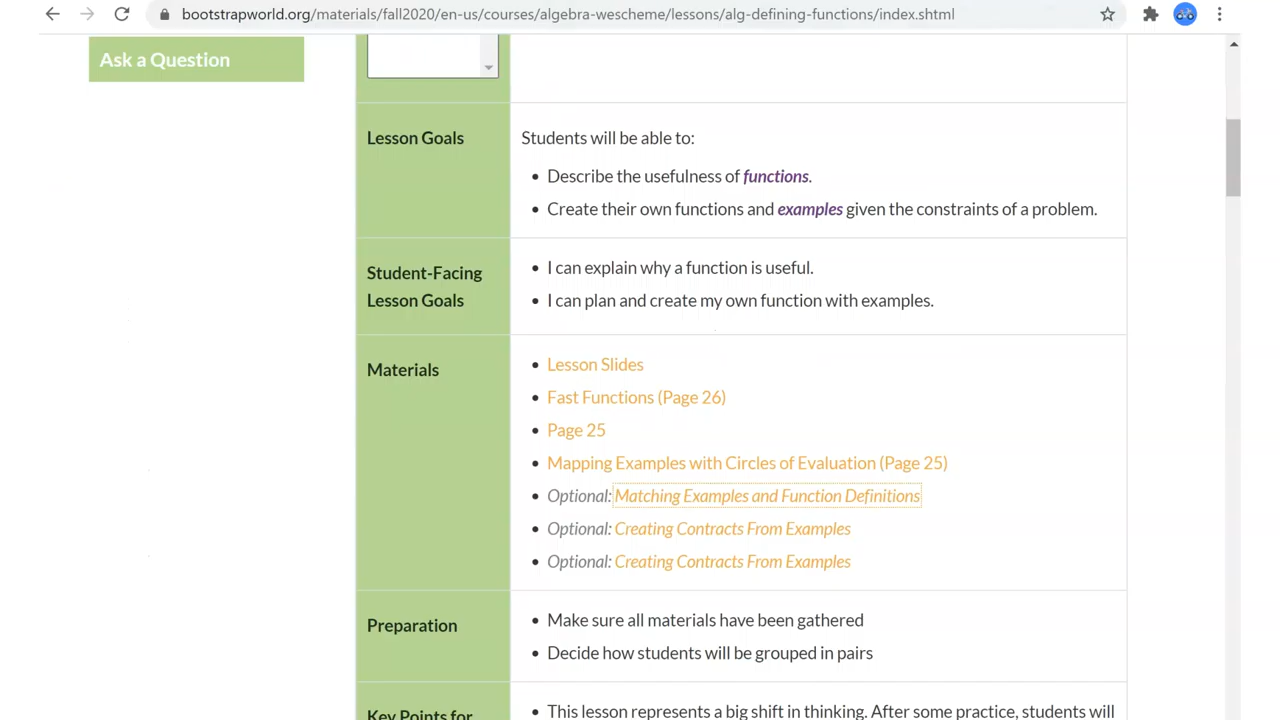 bootstrapworld.org/materials/fall2020/en-us/courses/algebra-wescheme/lessons/alg-defining-functions/index.shtml
Ask a Question
Lesson Goals
Students will be able to:
• Describe the usefulness of functions.
• Create their own functions and examples given the constraints of a problem.
Student-Facing
Lesson Goals
• I can explain why a function is useful.
• I can plan and create my own function with examples.
Materials
• Lesson Slides
• Fast Functions (Page 26)
• Page 25
• Mapping Examples with Circles of Evaluation (Page 25)
• Optional: Matching Examples and Function Definitions
• Optional: Creating Contracts From Examples
• Optional: Creating Contracts From Examples
Preparation
• Make sure all materials have been gathered
• Decide how students will be grouped in pairs
Key Points for
• This lesson represents a big shift in thinking. After some practice, students will